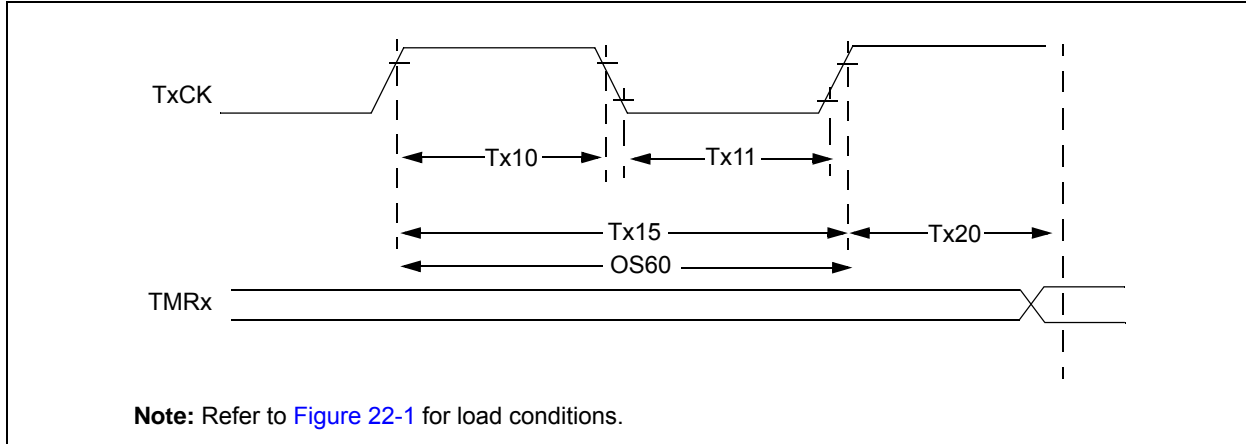 TxCK
Tx10
Tx11
Tx15
Tx20
OS60
TMRx
Note: Refer to Figure 22-1 for load conditions.